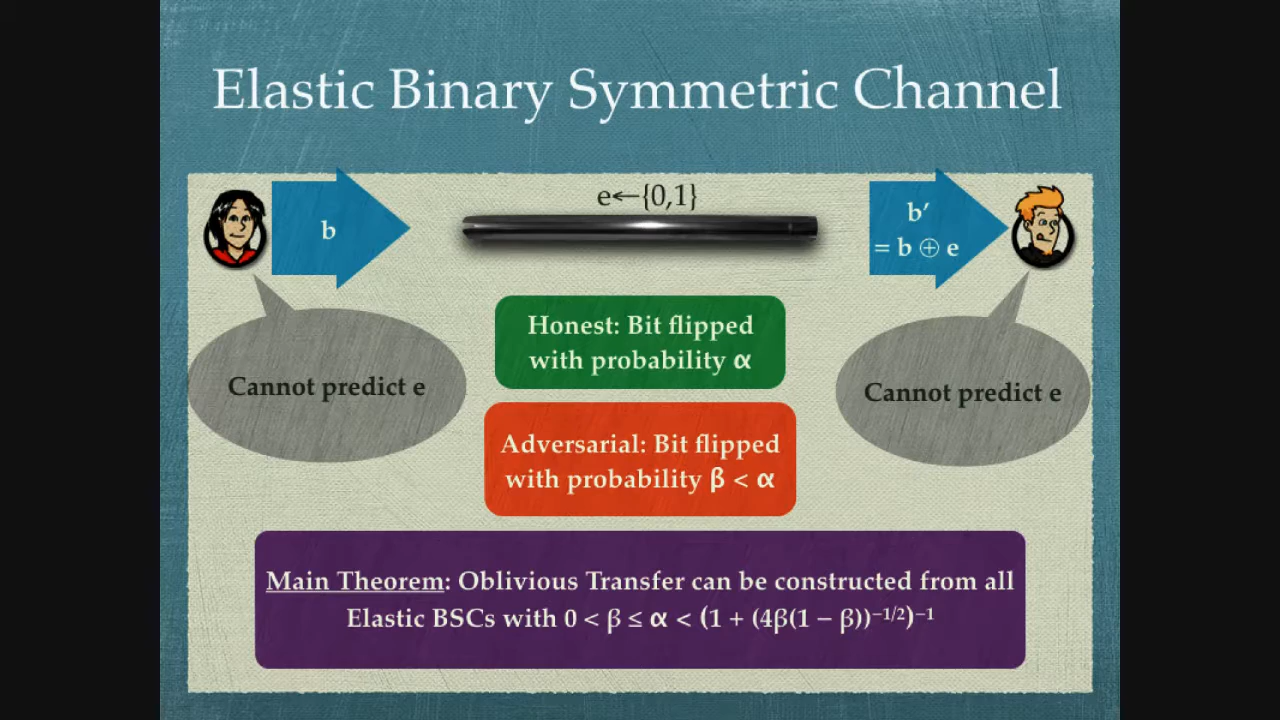 Elastic Binary Symmetric Channel
b
e←{0,1}
b′
= b ⊕ e
Honest: Bit flipped
with probability α
Cannot predict e
Cannot predict e
Adversarial: Bit flipped
with probability β < α
Main Theorem: Oblivious Transfer can be constructed from all
Elastic BSCs with 0 < β ≤ α < (1 + (4β(1 − β))⁻¹ᐟ²)⁻¹